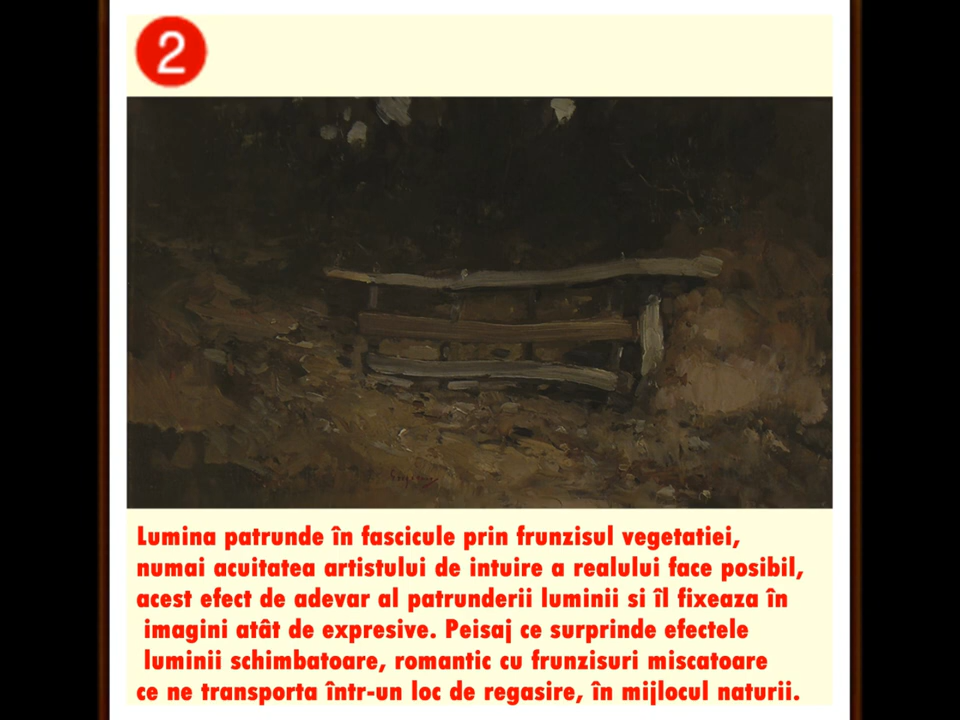 2
Lumina patrunde în fascicule prin frunzisul vegetatiei,
numai acuitatea artistului de intuire a realului face posibil,
acest efect de adevar al patrunderii luminii si îl fixeaza în
imagini atât de expresive. Peisaj ce surprinde efectele
luminii schimbatoare, romantic cu frunzisuri miscatoare
ce ne transporta într-un loc de regasire, în mijlocul naturii.